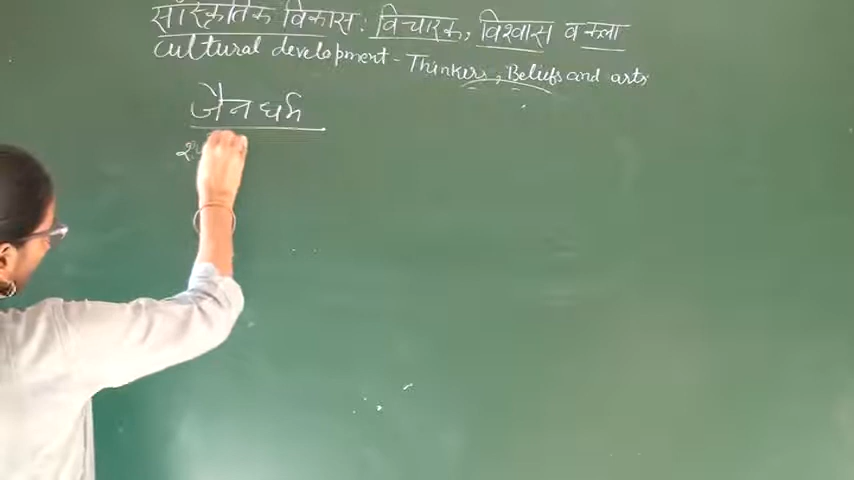 सांस्कृतिक विकास: विचारक, विश्वास व कला
Cultural development - Thinkers, Beliefs and arts
जैन धर्म